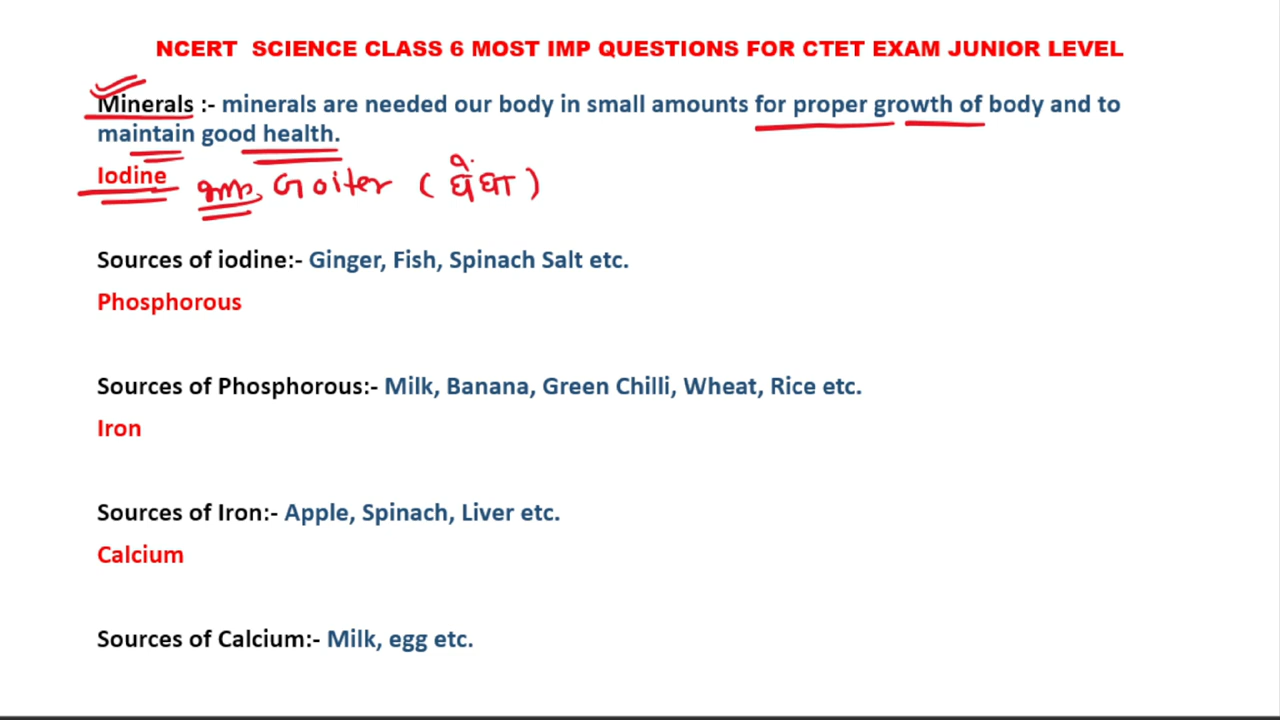 NCERT SCIENCE CLASS 6 MOST IMP QUESTIONS FOR CTET EXAM JUNIOR LEVEL
Minerals :- minerals are needed our body in small amounts for proper growth of body and to
maintain good health.
Iodine Imp. Goiter ( घेंघा )
Sources of iodine:- Ginger, Fish, Spinach Salt etc.
Phosphorous
Sources of Phosphorous:- Milk, Banana, Green Chilli, Wheat, Rice etc.
Iron
Sources of Iron:- Apple, Spinach, Liver etc.
Calcium
Sources of Calcium:- Milk, egg etc.